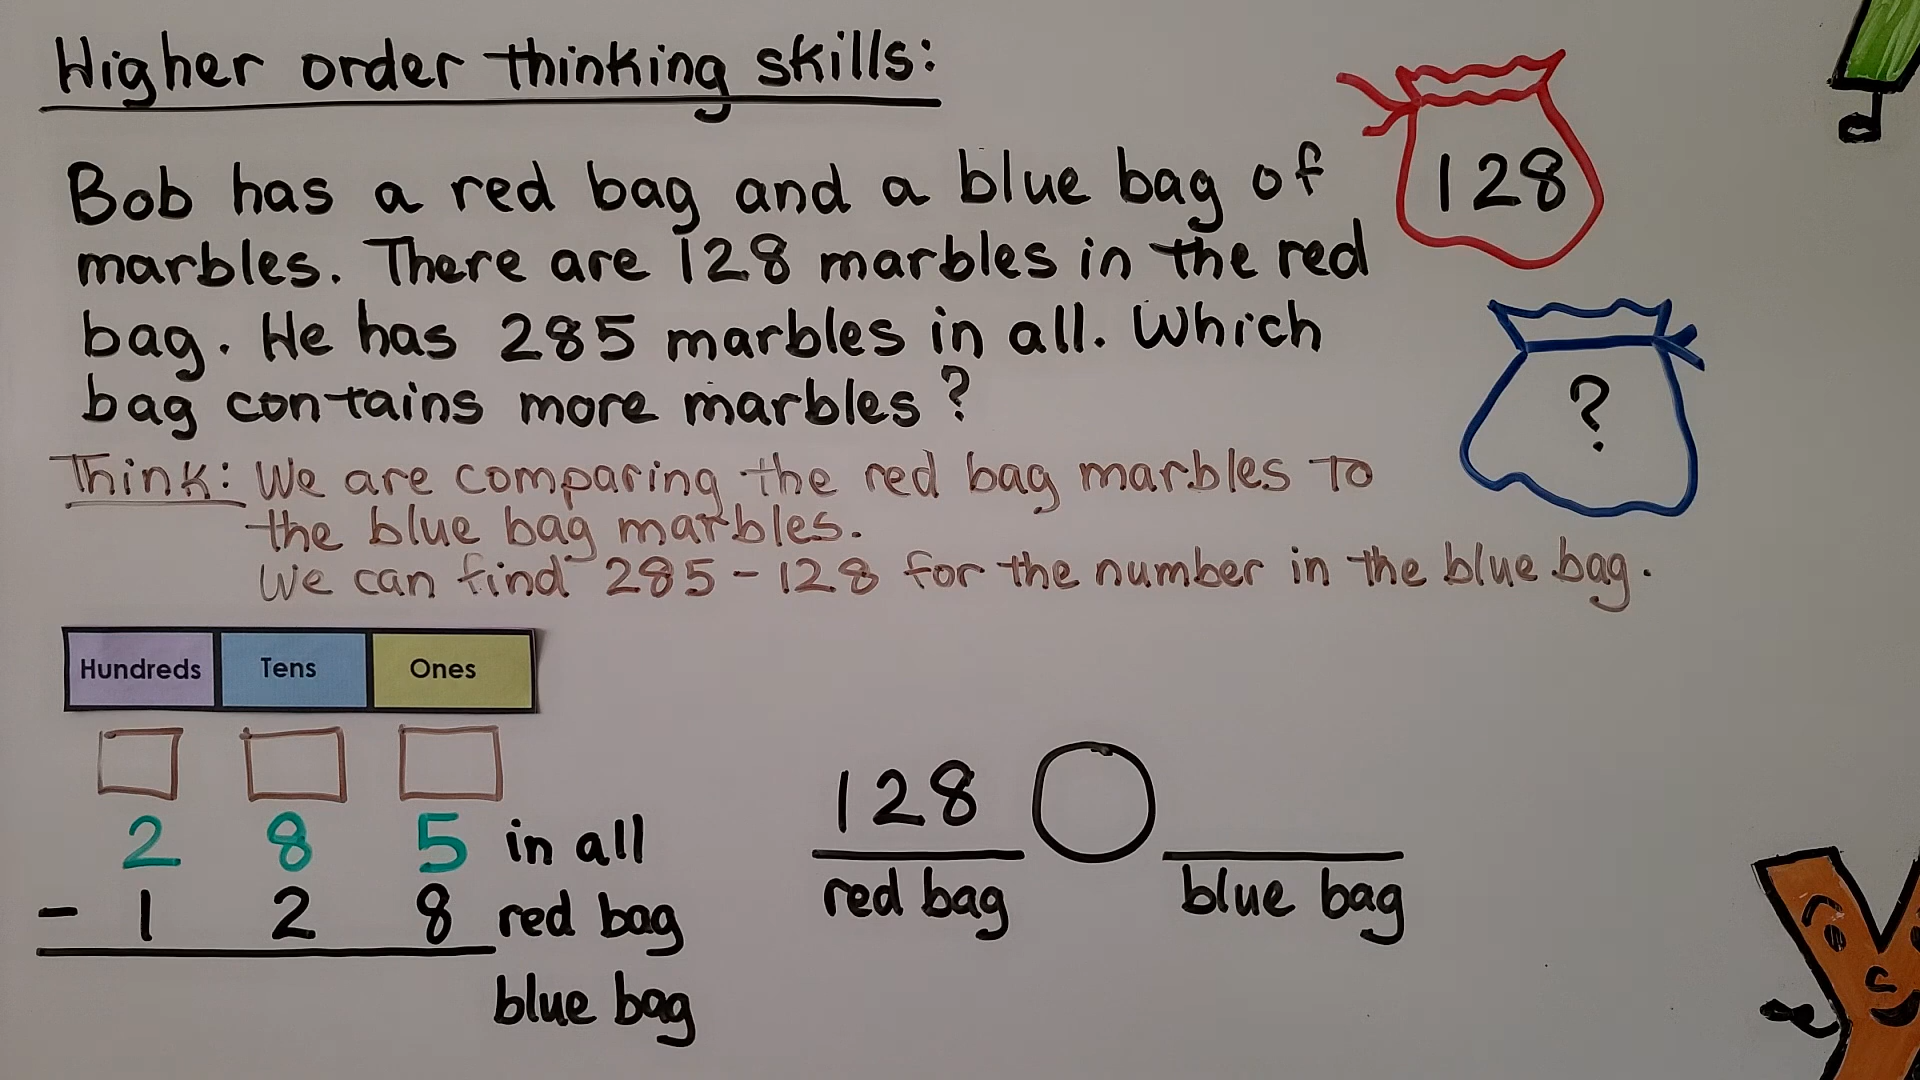 Higher order thinking skills:
128
Bob has a red bag and a blue bag of
marbles. There are 128 marbles in the red
bag. He has 285 marbles in all. Which
bag contains more marbles?
?
Think: We are comparing the red bag marbles to
the blue bag marbles.
We can find 285-128 for the number in the blue bag.
Hundreds Tens Ones
2 8 5 in all
- 1 2 8 red bag
blue bag
128
red bag blue bag